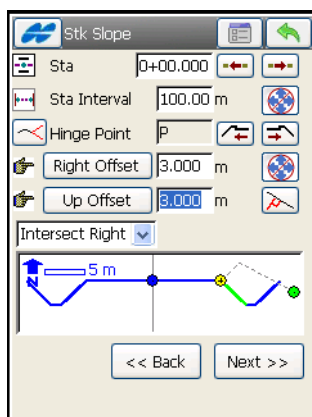 Stk Slope
Sta 0+00.000
Sta Interval 100.00 m
Hinge Point P
Right Offset 3.000 m
Up Offset 3.000 m
Intersect Right
N 5 m
<< Back Next >>